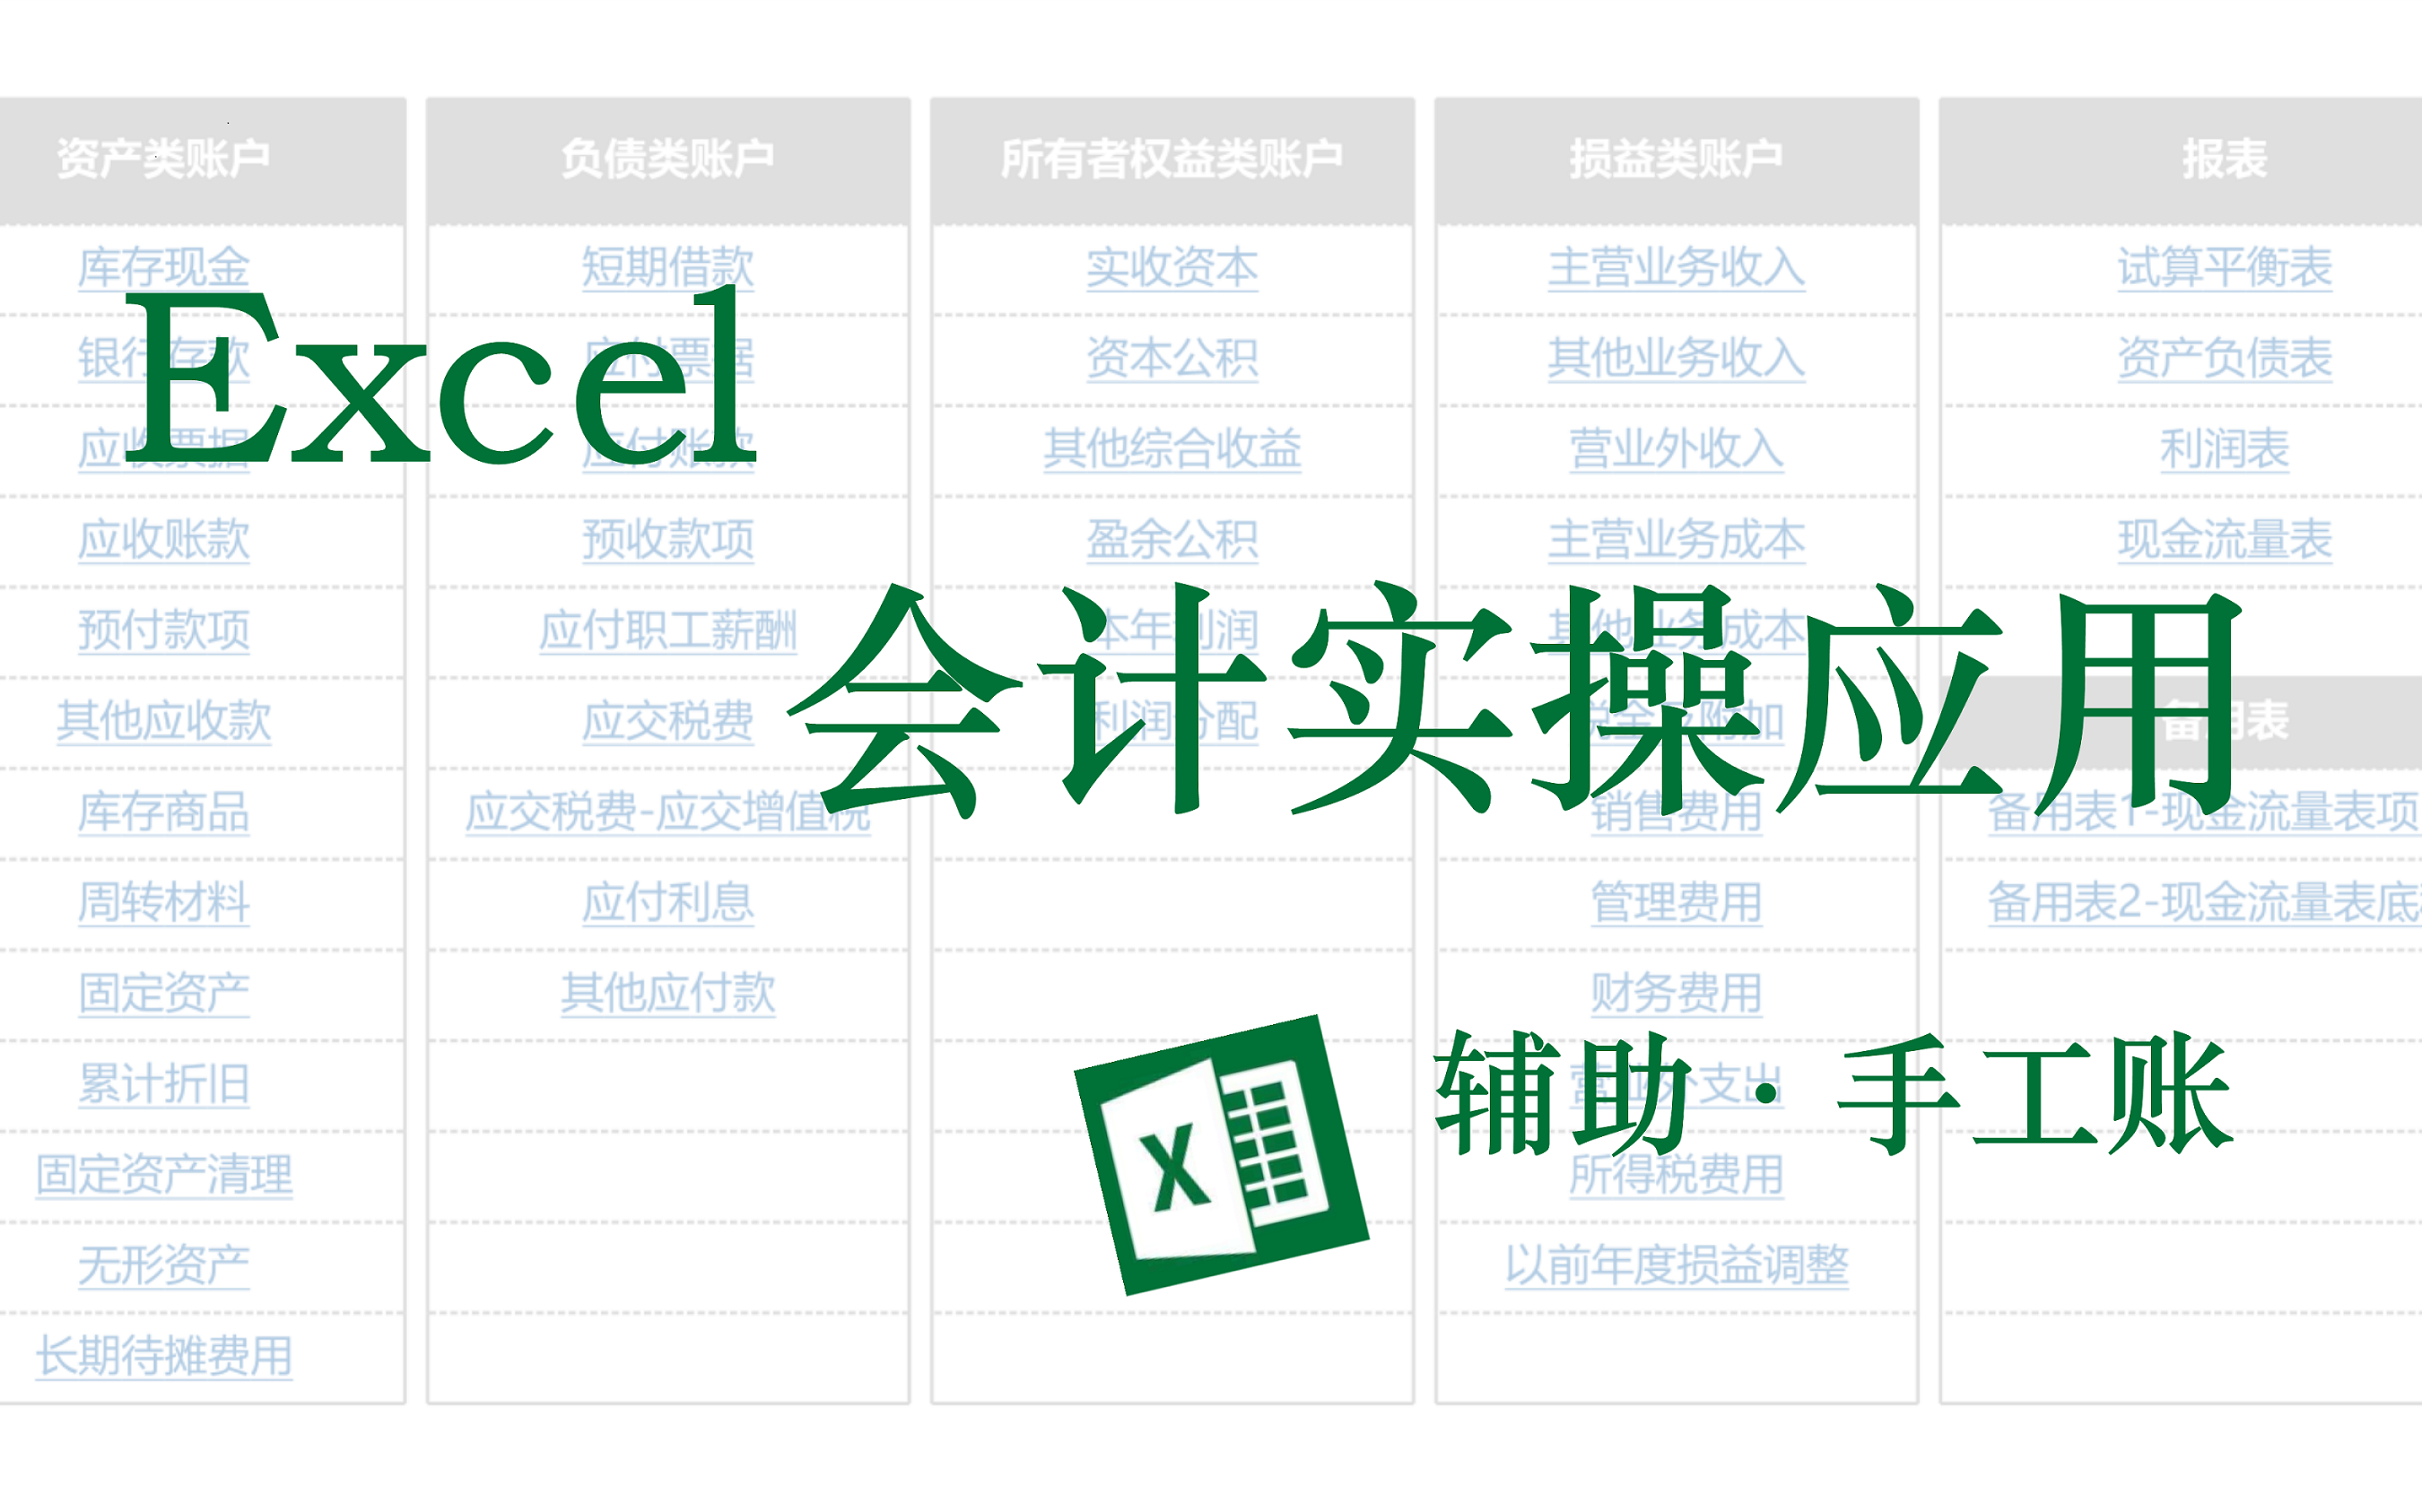 资产类账户 负债类账户 所有者权益类账户 损益类账户 报表
库存现金 短期借款 实收资本 主营业务收入 试算平衡表
Excel
银行存款 应付票据 资本公积 其他业务收入 资产负债表
应收票据 应付账款 其他综合收益 营业外收入 利润表
应收账款 预收款项 盈余公积 主营业务成本 现金流量表
预付款项 应付职工薪酬 本年利润 其他业务成本
会计实操应用
其他应收款 应交税费 利润分配 税金及附加 备用表
库存商品 应交税费-应交增值税 销售费用 备用表1-现金流量表项
周转材料 应付利息 管理费用 备用表2-现金流量表底
固定资产 其他应付款 财务费用
累计折旧 营业外支出
X 辅助·手工账
固定资产清理 所得税费用
无形资产 以前年度损益调整
长期待摊费用